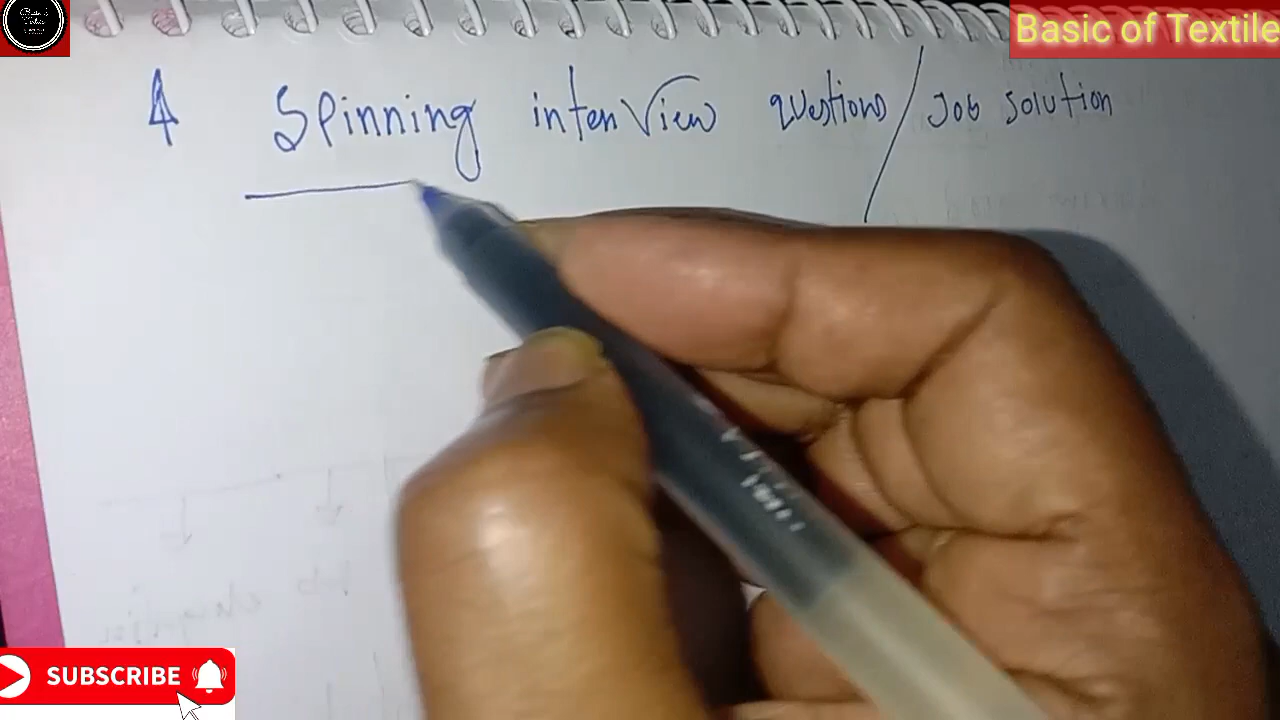 Basic of Textile
4 Spinning interview questions / Job solution
SUBSCRIBE